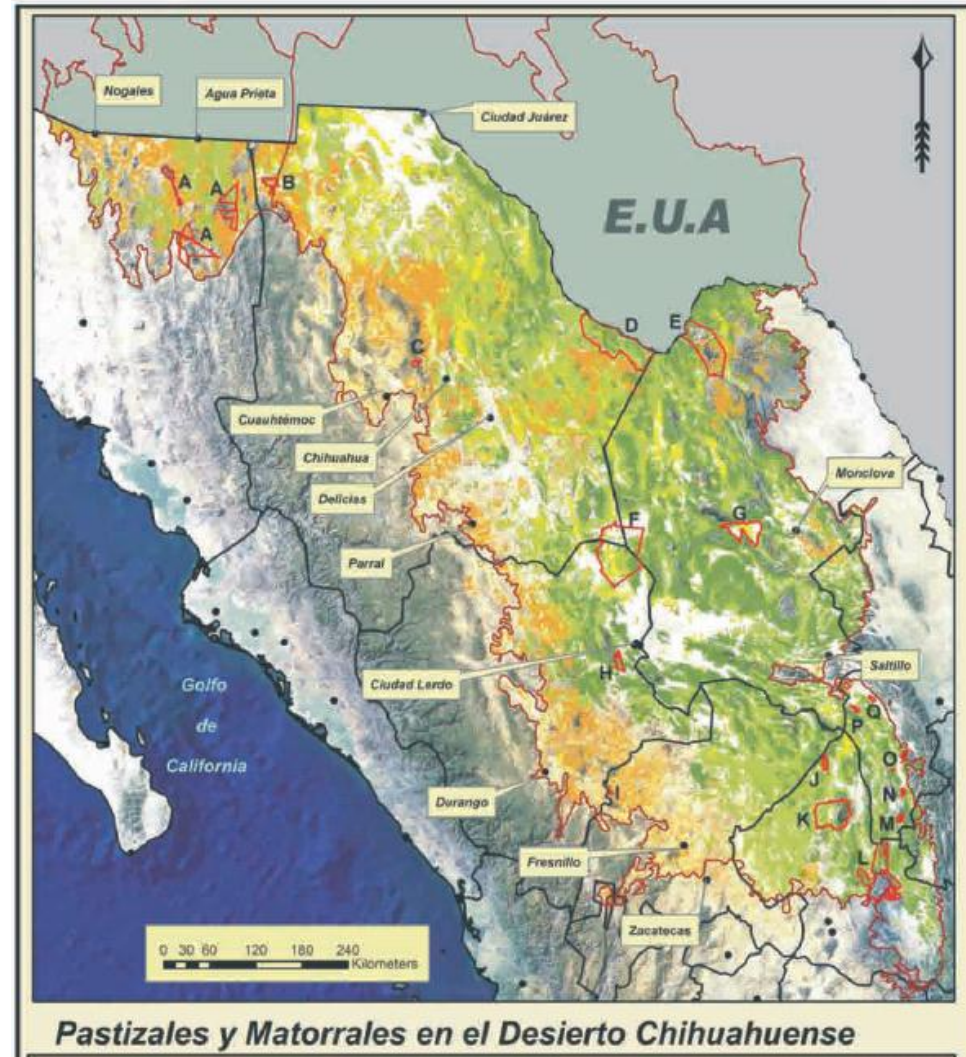 Nogales
Agua Prieta
Ciudad Juárez
E.U.A
A
A
B
A
D
E
C
Cuauhtémoc
Chihuahua
Delicias
Monclova
F
G
Parral
Saltillo
H
Ciudad Lerdo
Golfo
de
California
Q
P
O
J
N
Durango
I
K
M
L
Fresnillo
Zacatecas
0 30 60 120 180 240
Kilometers
Pastizales y Matorrales en el Desierto Chihuahuense